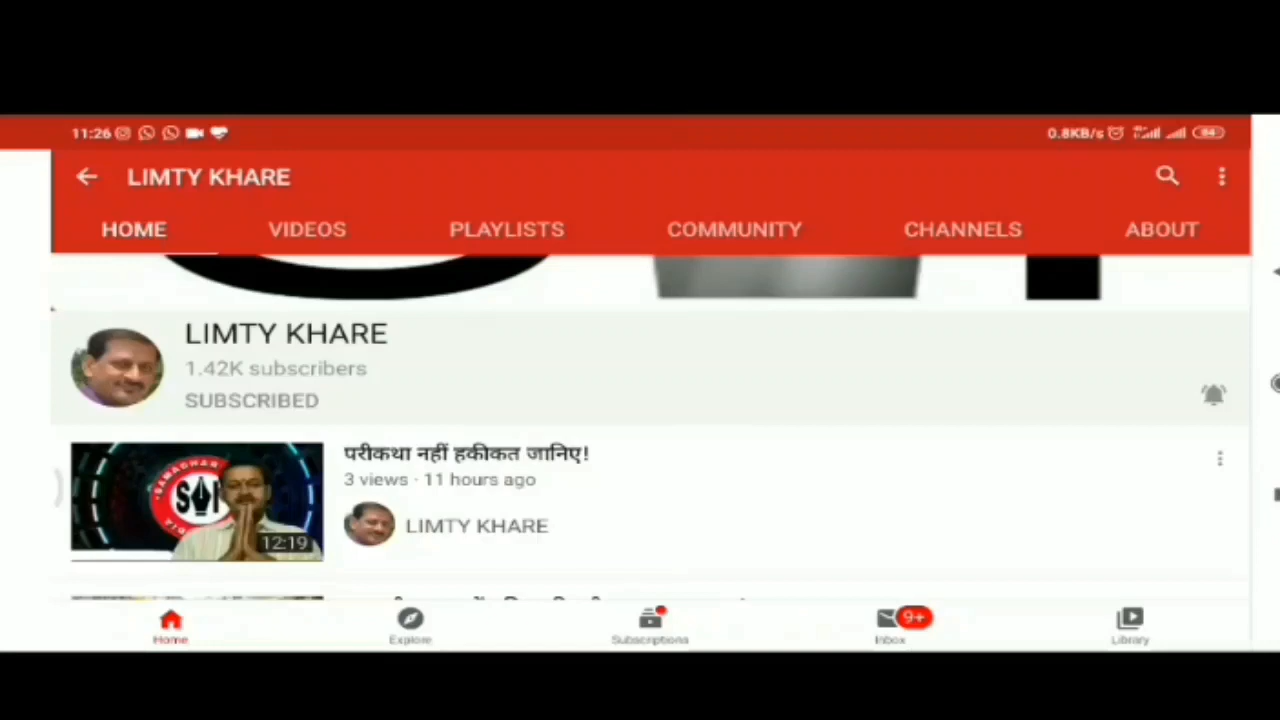 11:26
0.8KB/s
84
LIMTY KHARE
HOME VIDEOS PLAYLISTS COMMUNITY CHANNELS ABOUT
LIMTY KHARE
1.42K subscribers
SUBSCRIBED
परीकथा नहीं हकीकत जानिए!
3 views · 11 hours ago
LIMTY KHARE
SAMADHAN
12:19
Home Explore Subscriptions Inbox Library
9+